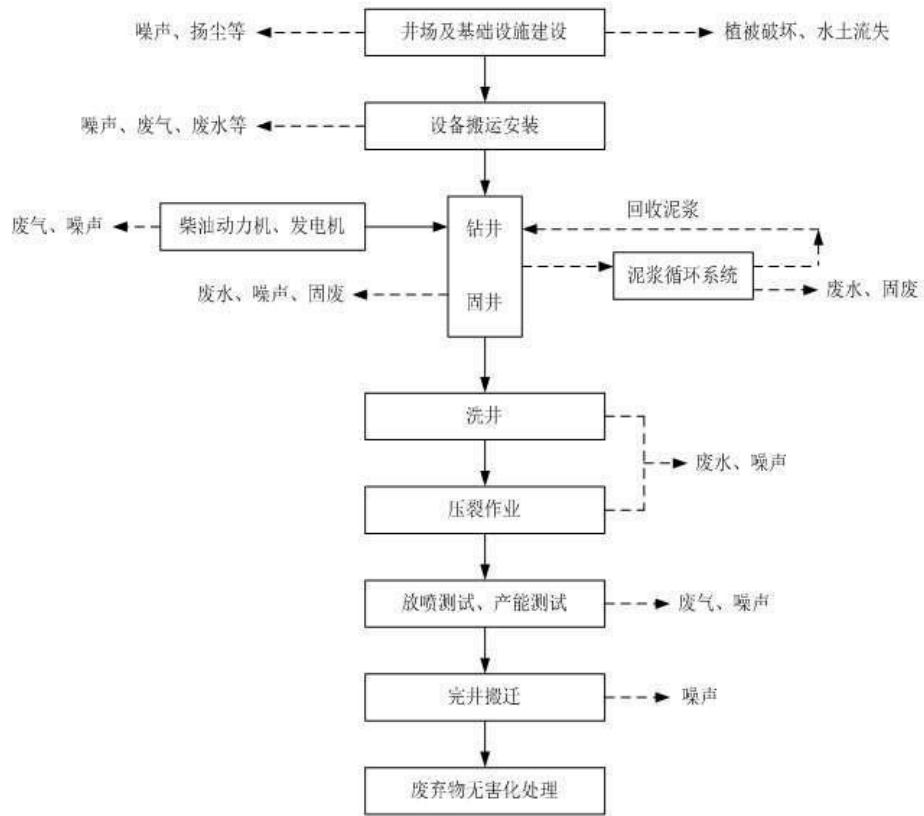 噪声、扬尘等
井场及基础设施建设
植被破坏、水土流失
噪声、废气、废水等
设备搬运安装
废气、噪声
柴油动力机、发电机
钻井
回收泥浆
泥浆循环系统
废水、噪声、固废
固井
废水、固废
洗井
废水、噪声
压裂作业
放喷测试、产能测试
废气、噪声
完井搬迁
噪声
废弃物无害化处理